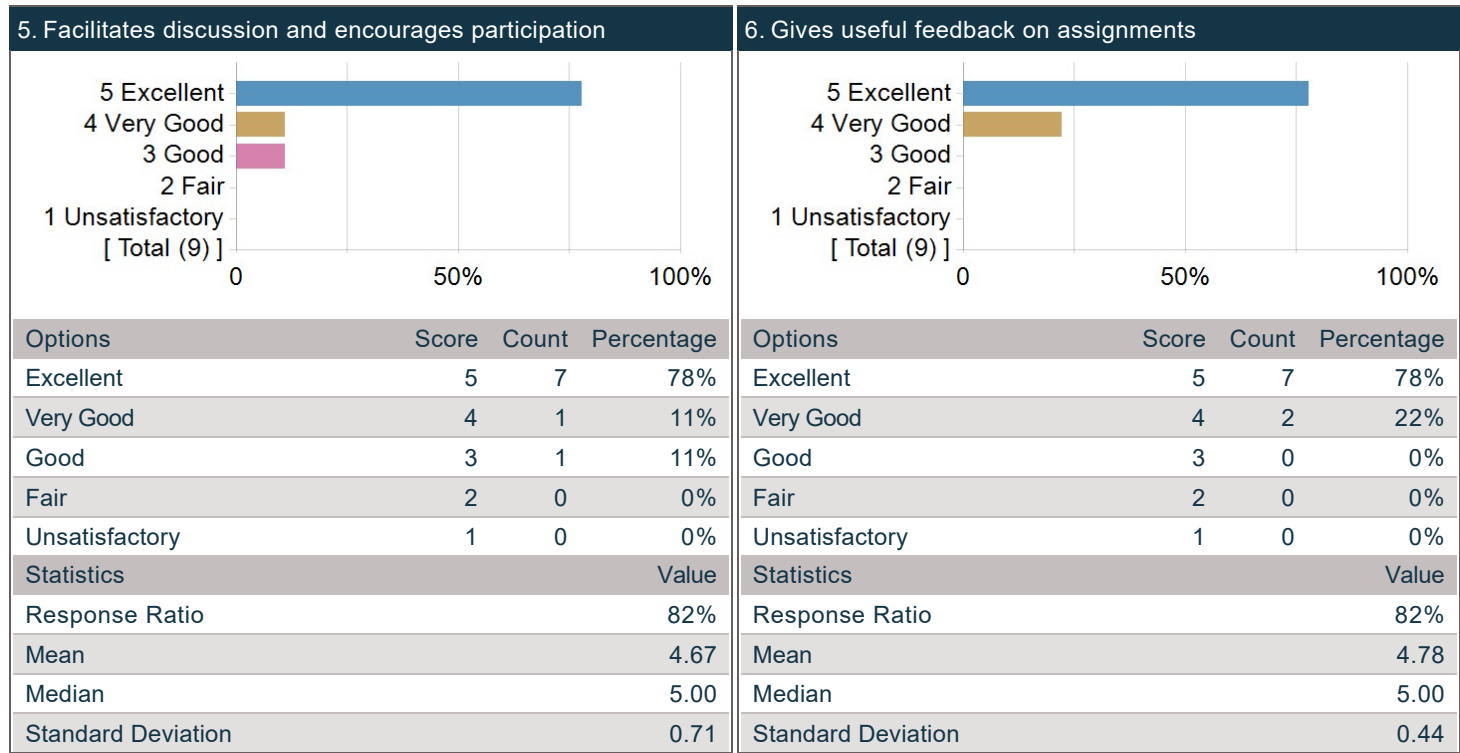 5. Facilitates discussion and encourages participation
5 Excellent
4 Very Good
3 Good
2 Fair
1 Unsatisfactory
[ Total (9) ]
0 50% 100%
Options Score Count Percentage
Excellent 5 7 78%
Very Good 4 1 11%
Good 3 1 11%
Fair 2 0 0%
Unsatisfactory 1 0 0%
Statistics Value
Response Ratio 82%
Mean 4.67
Median 5.00
Standard Deviation 0.71
6. Gives useful feedback on assignments
5 Excellent
4 Very Good
3 Good
2 Fair
1 Unsatisfactory
[ Total (9) ]
0 50% 100%
Options Score Count Percentage
Excellent 5 7 78%
Very Good 4 2 22%
Good 3 0 0%
Fair 2 0 0%
Unsatisfactory 1 0 0%
Statistics Value
Response Ratio 82%
Mean 4.78
Median 5.00
Standard Deviation 0.44